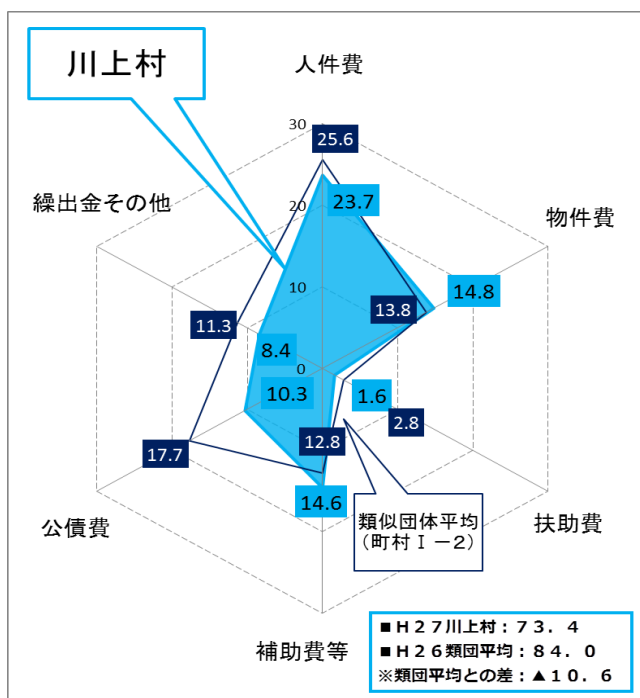 川上村
人件費
30
25.6
繰出金その他
20
23.7
物件費
10
14.8
13.8
11.3
8.4
0
10.3
1.6
2.8
12.8
17.7
14.6
類似団体平均
(町村Ⅰ－2)
公債費
扶助費
補助費等
■Ｈ２７川上村：７３．４
■Ｈ２６類団平均：８４．０
※類団平均との差：▲１０．６